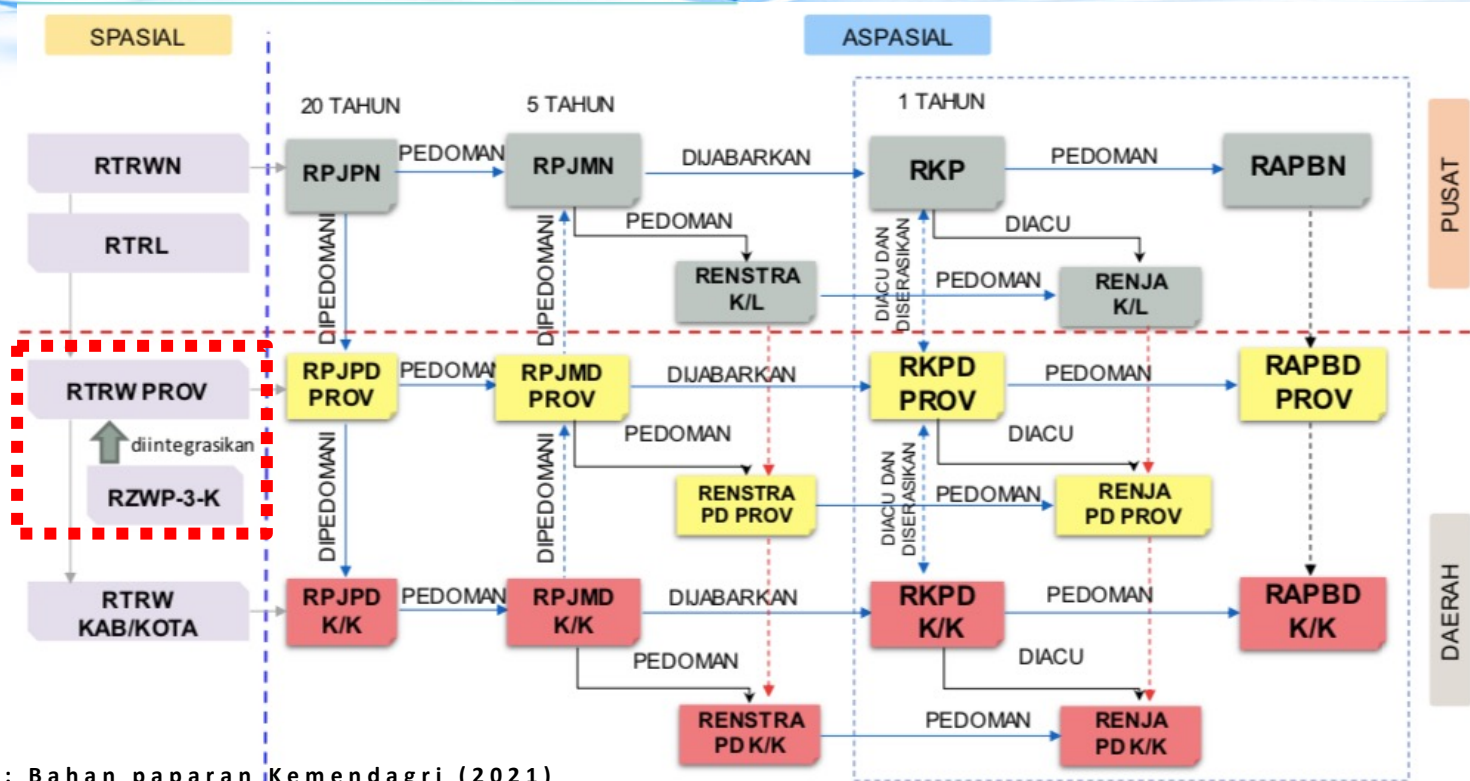 SPASIAL
ASPASIAL
20 TAHUN
5 TAHUN
1 TAHUN
RTRWN
RPJPN
PEDOMAN
RPJMN
DIJABARKAN
RKP
PEDOMAN
RAPBN
PUSAT
RTRL
DIPEDOMANI
DIPEDOMANI
PEDOMAN
RENSTRA
K/L
PEDOMAN
DIACU DAN
DISERASIKAN
DIACU
RENJA
K/L
RTRW PROV
RPJPD
PROV
PEDOMAN
RPJMD
PROV
DIJABARKAN
RKPD
PROV
PEDOMAN
RAPBD
PROV
diintegrasikan
RZWP-3-K
DIPEDOMANI
DIPEDOMANI
PEDOMAN
RENSTRA
PD PROV
PEDOMAN
DIACU DAN
DISERASIKAN
DIACU
RENJA
PD PROV
RTRW
KAB/KOTA
RPJPD
K/K
PEDOMAN
RPJMD
K/K
DIJABARKAN
RKPD
K/K
PEDOMAN
RAPBD
K/K
DAERAH
PEDOMAN
RENSTRA
PD K/K
PEDOMAN
DIACU
RENJA
PD K/K
: Bahan paparan Kemendagri (2021)